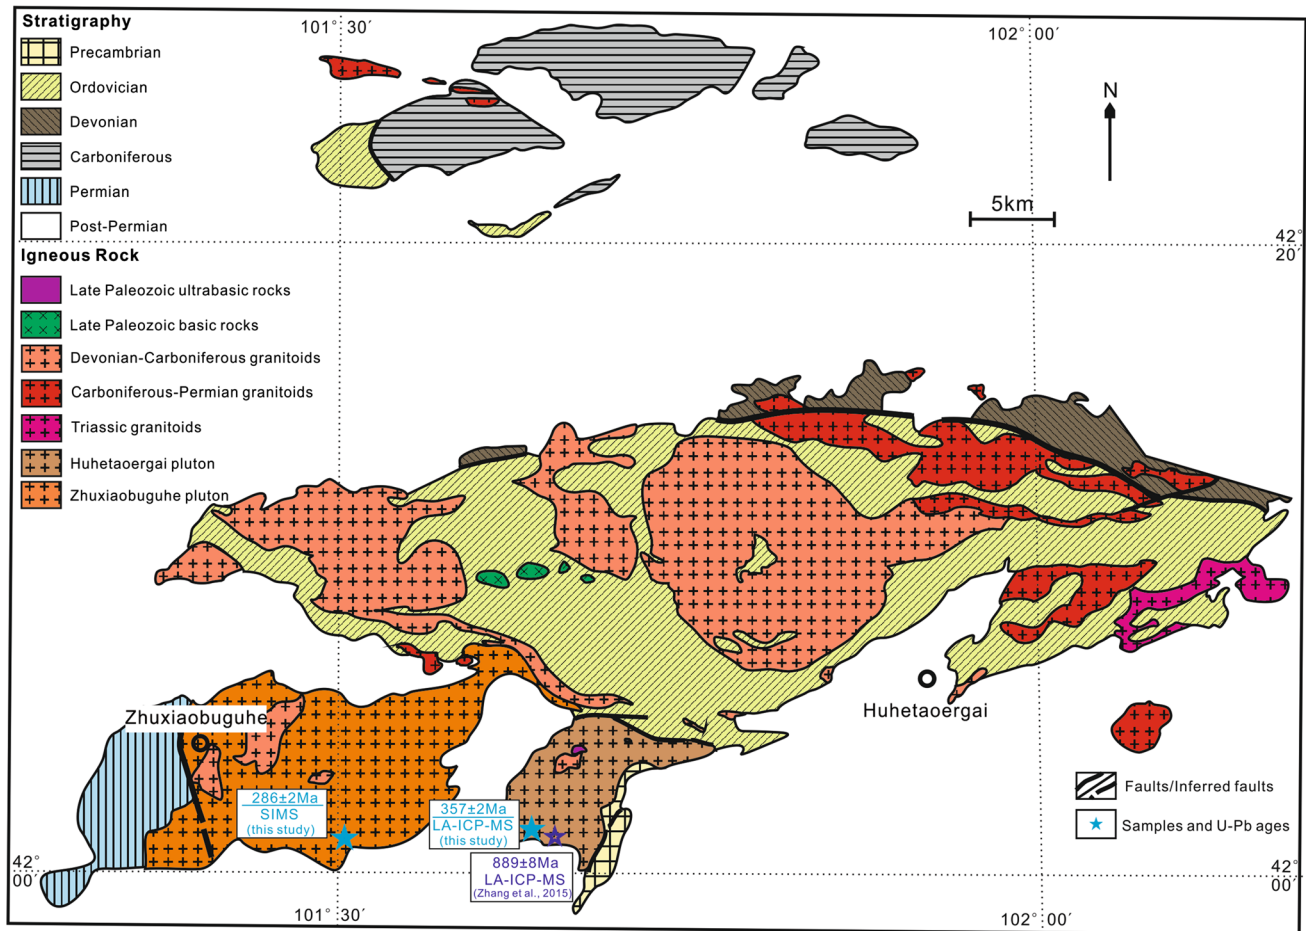 Stratigraphy
Precambrian
Ordovician
Devonian
Carboniferous
Permian
Post-Permian
Igneous Rock
Late Paleozoic ultrabasic rocks
Late Paleozoic basic rocks
Devonian-Carboniferous granitoids
Carboniferous-Permian granitoids
Triassic granitoids
Huhetaoergai pluton
Zhuxiaobuguhe pluton
101° 30′
102° 00′
N
5km
42°
20′
Zhuxiaobuguhe
Huhetaoergai
286±2Ma
SIMS
(this study)
357±2Ma
LA-ICP-MS
(this study)
889±8Ma
LA-ICP-MS
(Zhang et al., 2015)
Faults/Inferred faults
Samples and U-Pb ages
42°
00′
42°
00′
101° 30′
102° 00′